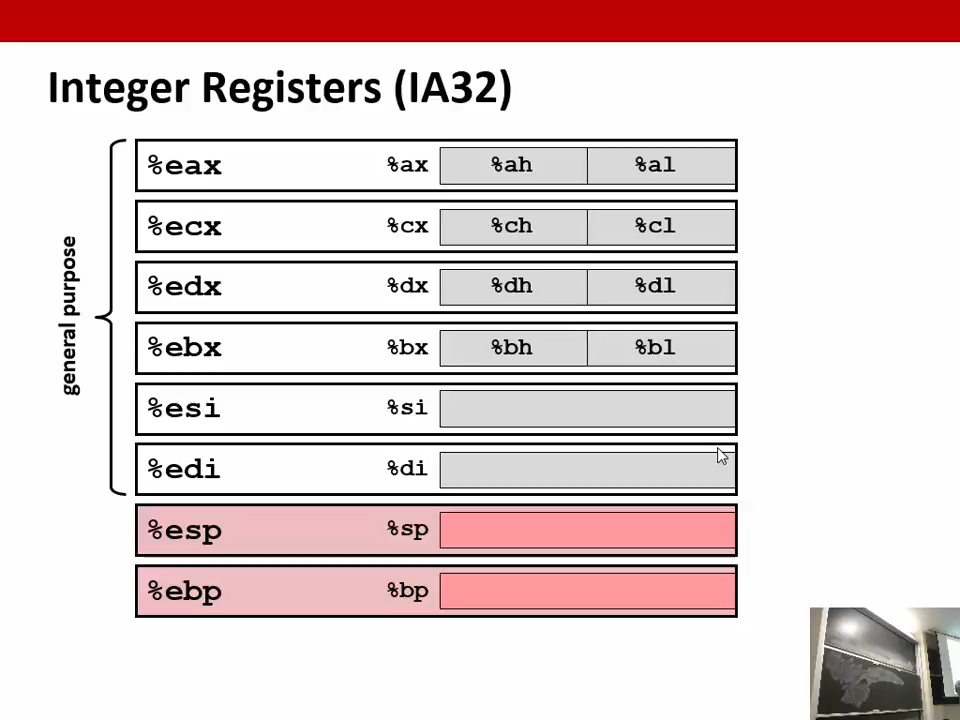 Integer Registers (IA32)
general purpose
%eax %ax %ah %al
%ecx %cx %ch %cl
%edx %dx %dh %dl
%ebx %bx %bh %bl
%esi %si
%edi %di
%esp %sp
%ebp %bp